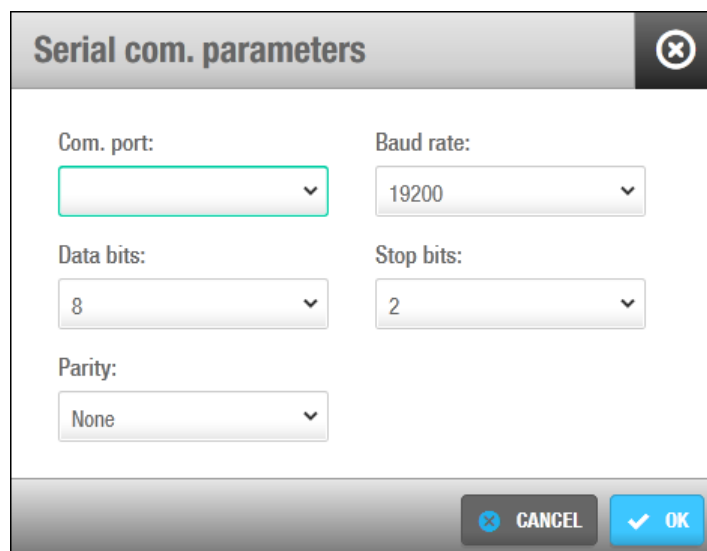 Serial com. parameters
Com. port:
Baud rate:
19200
Data bits:
Stop bits:
8
2
Parity:
None
CANCEL
OK